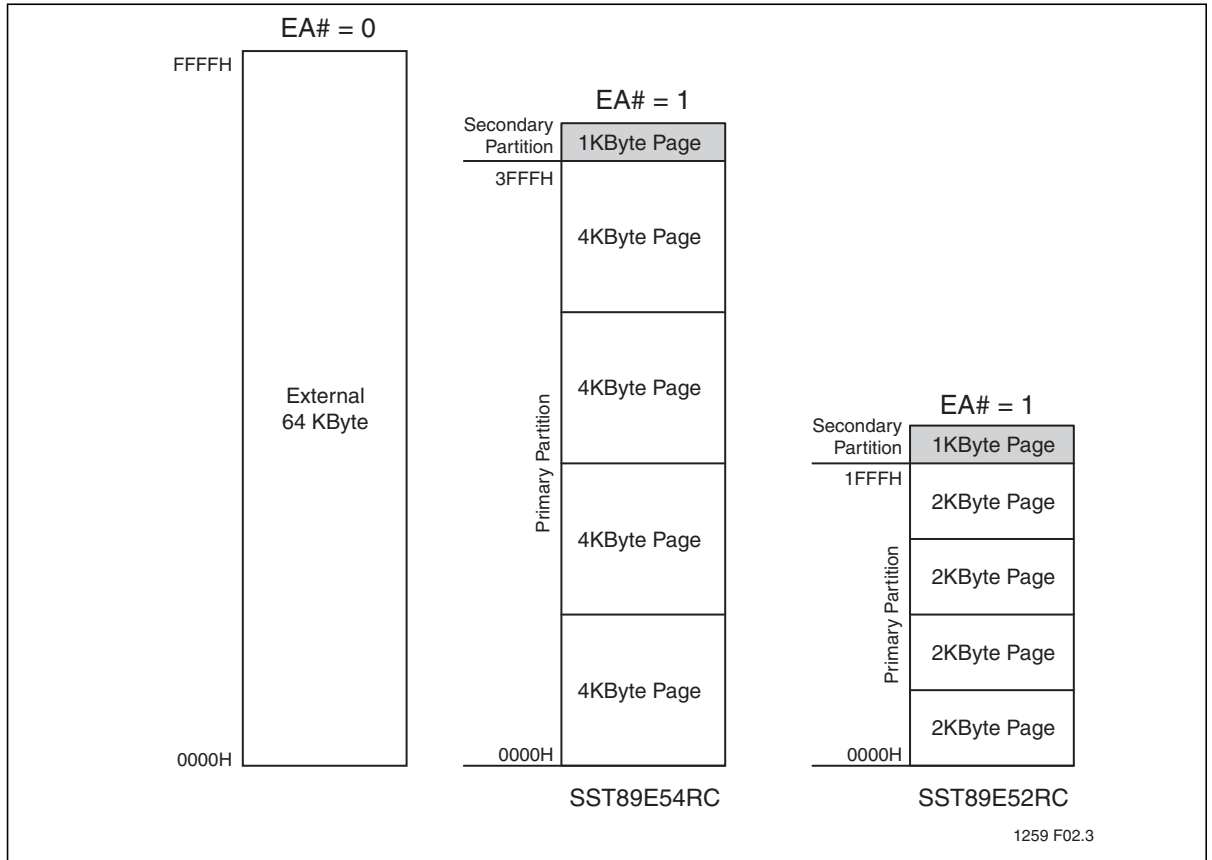 EA# = 0
FFFFH
External
64 KByte
0000H
EA# = 1
Secondary
Partition
1KByte Page
3FFFH
4KByte Page
4KByte Page
Primary Partition
4KByte Page
4KByte Page
0000H
SST89E54RC
EA# = 1
Secondary
Partition
1KByte Page
1FFFH
2KByte Page
2KByte Page
Primary Partition
2KByte Page
2KByte Page
0000H
SST89E52RC
1259 F02.3